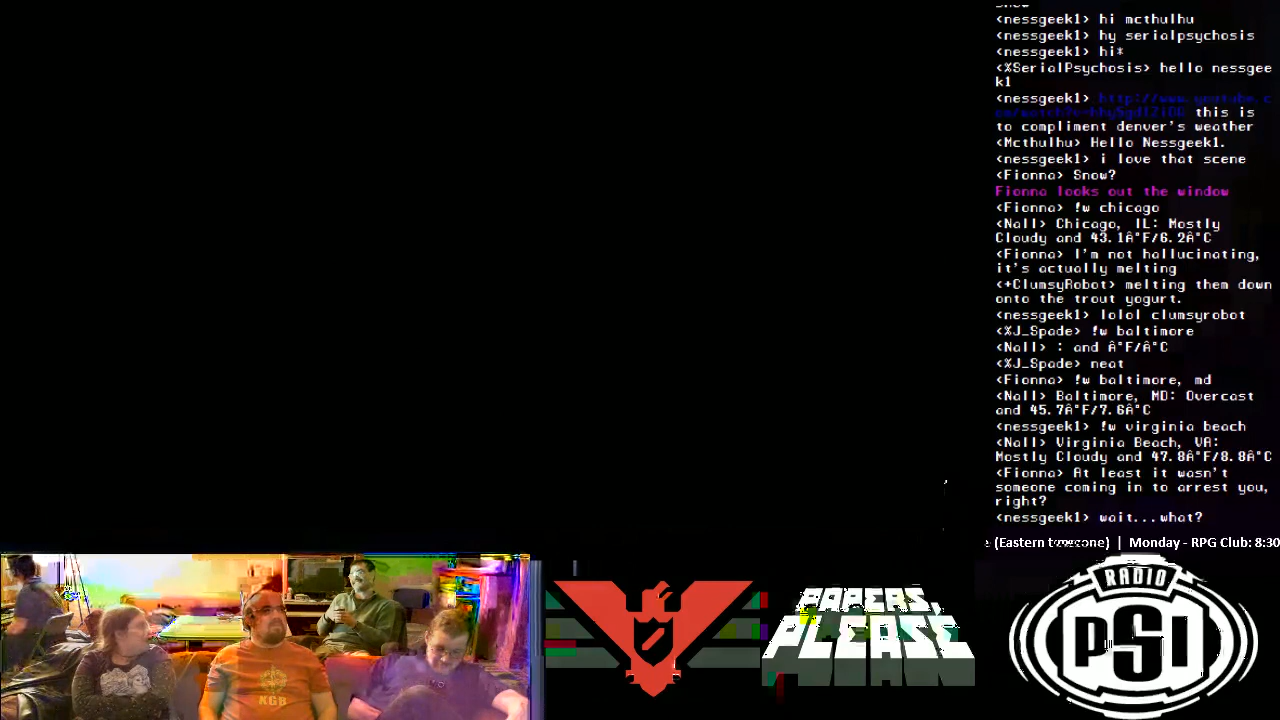 <nessgeek1> hi mcthulhu
<nessgeek1> hy serialpsychosis
<nessgeek1> hi*
<%SerialPsychosis> hello nessgee
k1
<nessgeek1>
this is
to compliment denver's weather
<Mcthulhu> Hello Nessgeek1.
<nessgeek1> i love that scene
<Fionna> Snow?
Fionna looks out the window
<Fionna> !w chicago
<Nall> Chicago, IL: Mostly
Cloudy and 43.1Â°F/6.2Â°C
<Fionna> I'm not hallucinating,
it's actually melting
<+ClumsyRobot> melting them down
onto the trout yogurt.
<nessgeek1> lolol clumsyrobot
<%J_Spade> !w baltimore
<Nall> : and Â°F/Â°C
<%J_Spade> neat
<Fionna> !w baltimore, md
<Nall> Baltimore, MD: Overcast
and 45.7Â°F/7.6Â°C
<nessgeek1> !w virginia beach
<Nall> Virginia Beach, VA:
Mostly Cloudy and 47.8Â°F/8.8Â°C
<Fionna> At least it wasn't
someone coming in to arrest you,
right?
<nessgeek1> wait...what?
e (Eastern timezone) | Monday - RPG Club: 8:30
PAPERS,
PLEASE
RADIO
PSI
KGB